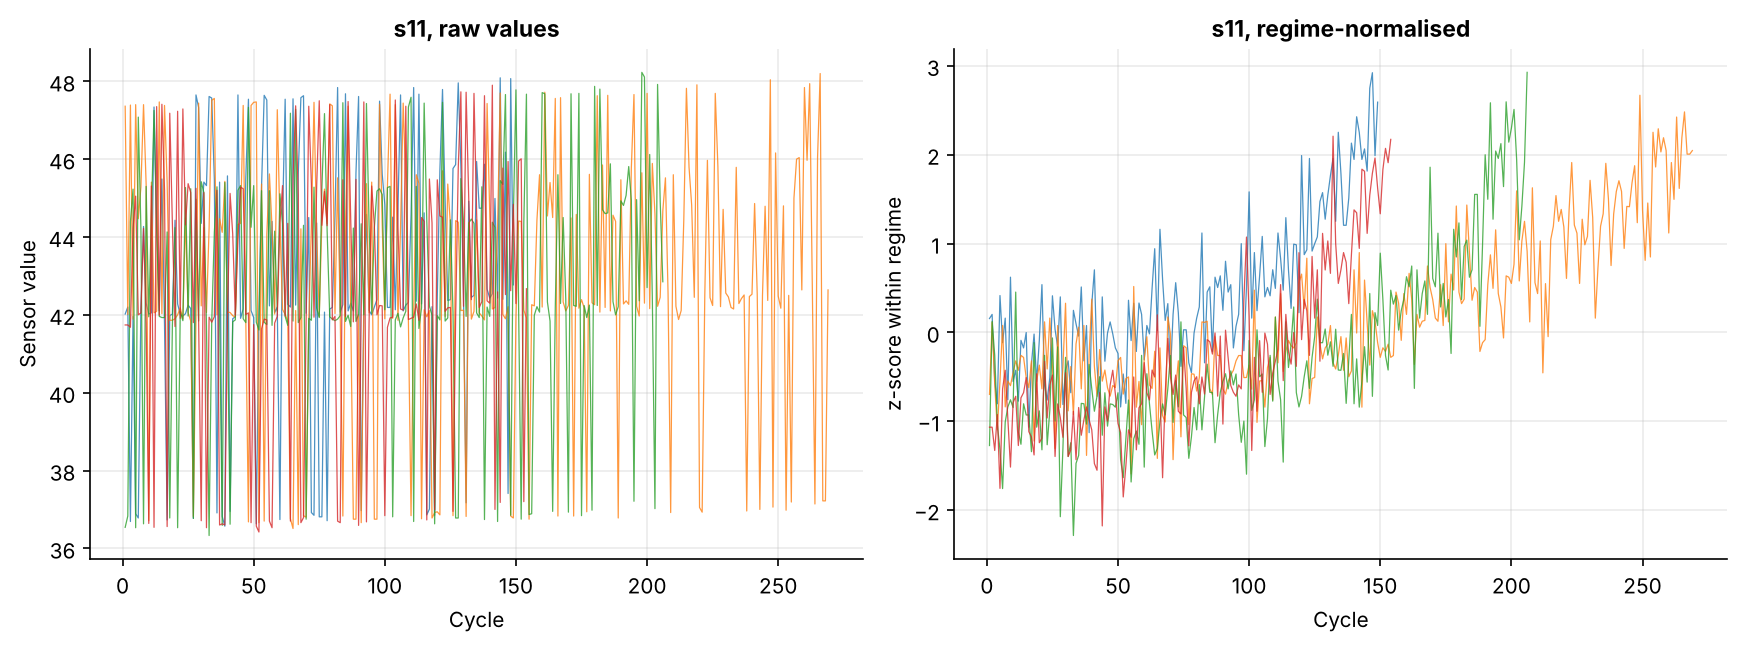 s11, raw values
Sensor value
48
46
44
42
40
38
36
0 50 100 150 200 250
Cycle
s11, regime-normalised
z-score within regime
3
2
1
0
−1
−2
0 50 100 150 200 250
Cycle